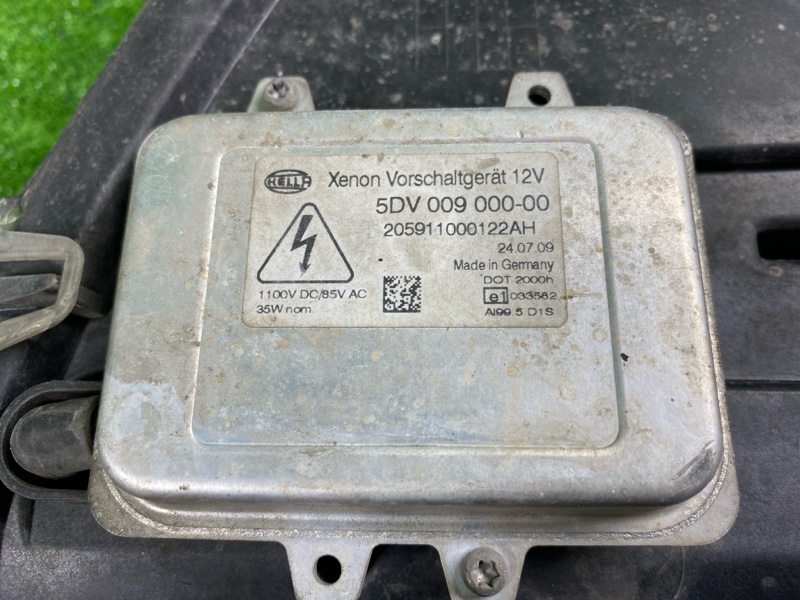 HELLA Xenon Vorschaltgerät 12V
5DV 009 000-00
205911000122AH
24.07.09
Made in Germany
DOT 2000h
1100V DC/85V AC
e1 033582
35W nom.
AI99.5 D1S